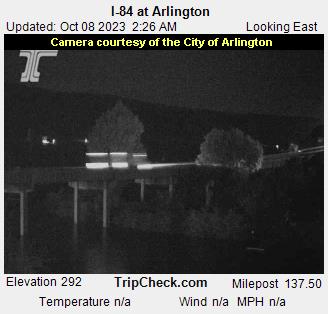 I-84 at Arlington
Updated: Oct 08 2023 2:26 AM Looking East
Camera courtesy of the City of Arlington
Elevation 292 TripCheck.com Milepost 137.50
Temperature n/a Wind n/a MPH n/a